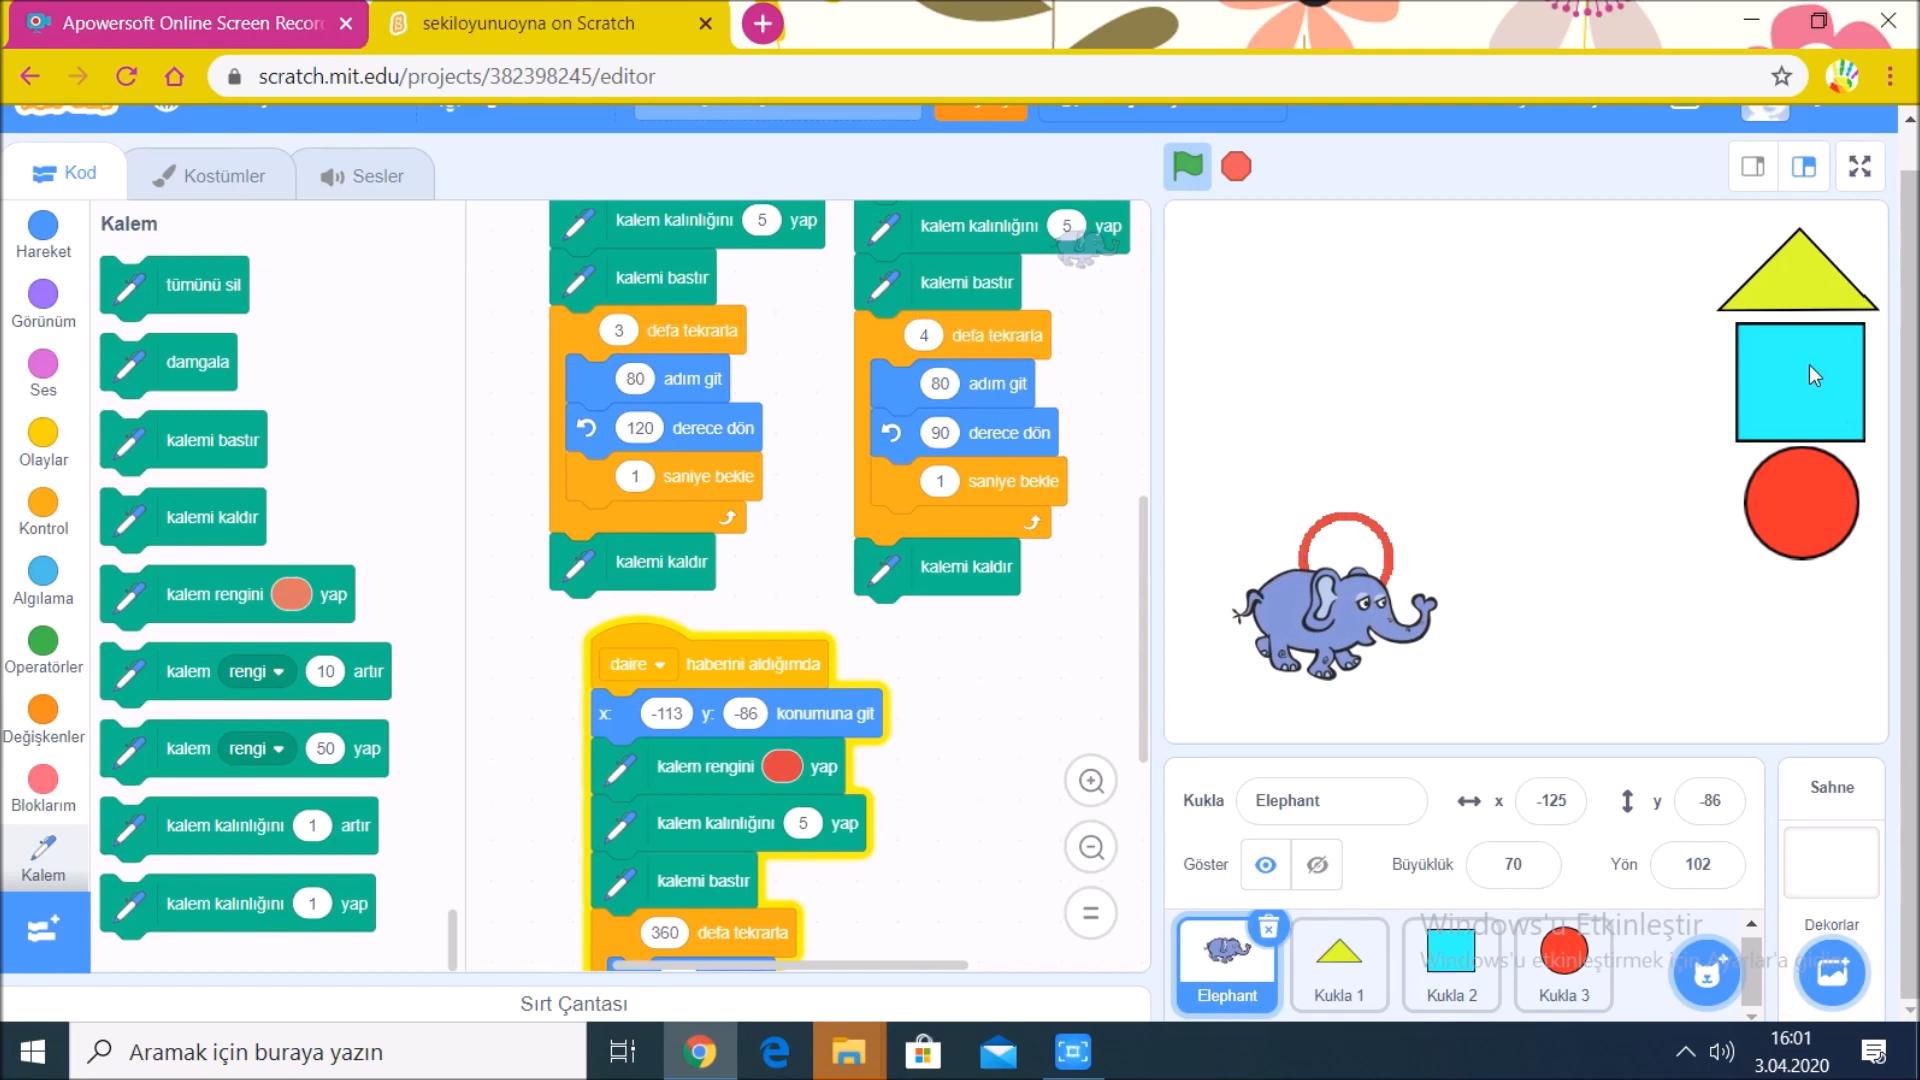 Apowersoft Online Screen Recor
sekiloyunuoyna on Scratch
scratch.mit.edu/projects/382398245/editor
Kod
Kostümler
Sesler
Hareket
Görünüm
Ses
Olaylar
Kontrol
Algılama
Operatörler
Değişkenler
Bloklarım
Kalem
Kalem
tümünü sil
damgala
kalemi bastır
kalemi kaldır
kalem rengini yap
kalem rengi 10 artır
kalem rengi 50 yap
kalem kalınlığını 1 artır
kalem kalınlığını 1 yap
kalem kalınlığını 5 yap
kalemi bastır
3 defa tekrarla
80 adım git
120 derece dön
1 saniye bekle
kalemi kaldır
kalem kalınlığını 5 yap
kalemi bastır
4 defa tekrarla
80 adım git
90 derece dön
1 saniye bekle
kalemi kaldır
daire haberini aldığımda
x: -113 y: -86 konumuna git
kalem rengini yap
kalem kalınlığını 5 yap
kalemi bastır
360 defa tekrarla
Sırt Çantası
Kukla Elephant x -125 y -86
Göster Büyüklük 70 Yön 102
Elephant
Kukla 1
Kukla 2
Kukla 3
Sahne
Dekorlar
Windows'u Etkinleştir
Windows'u etkinleştirmek için Ayarlar'a gidin
Aramak için buraya yazın
16:01
3.04.2020